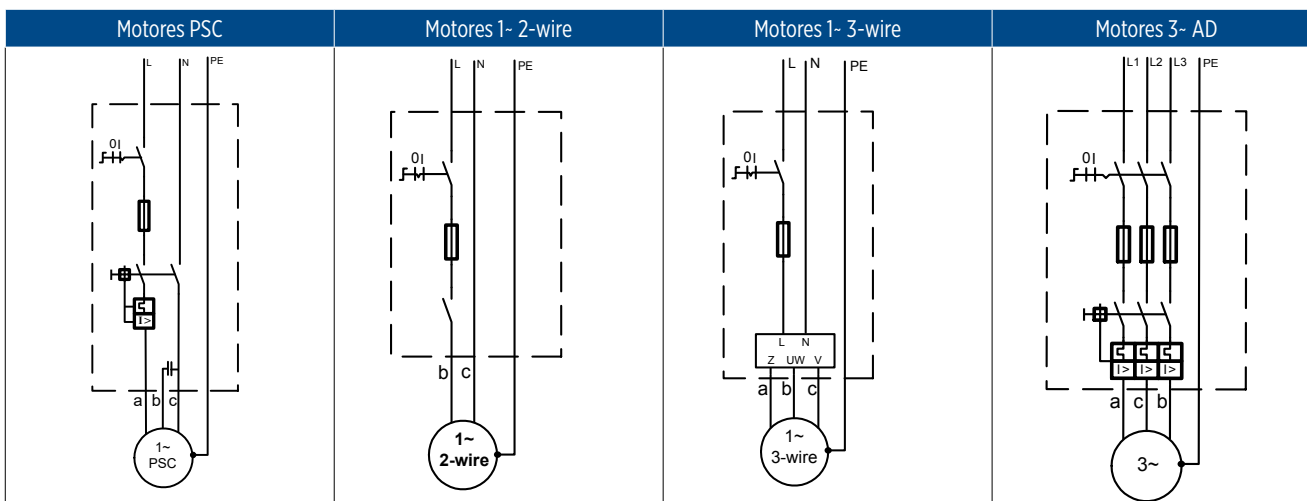 Motores PSC
L N PE
0I
I>
a b c
1~
PSC
Motores 1~ 2-wire
L N PE
0I
b c
1~
2-wire
Motores 1~ 3-wire
L N PE
0I
L N
Z UW V
a b c
1~
3-wire
Motores 3~ AD
L1 L2 L3 PE
0I
I> I> I>
a c b
3~